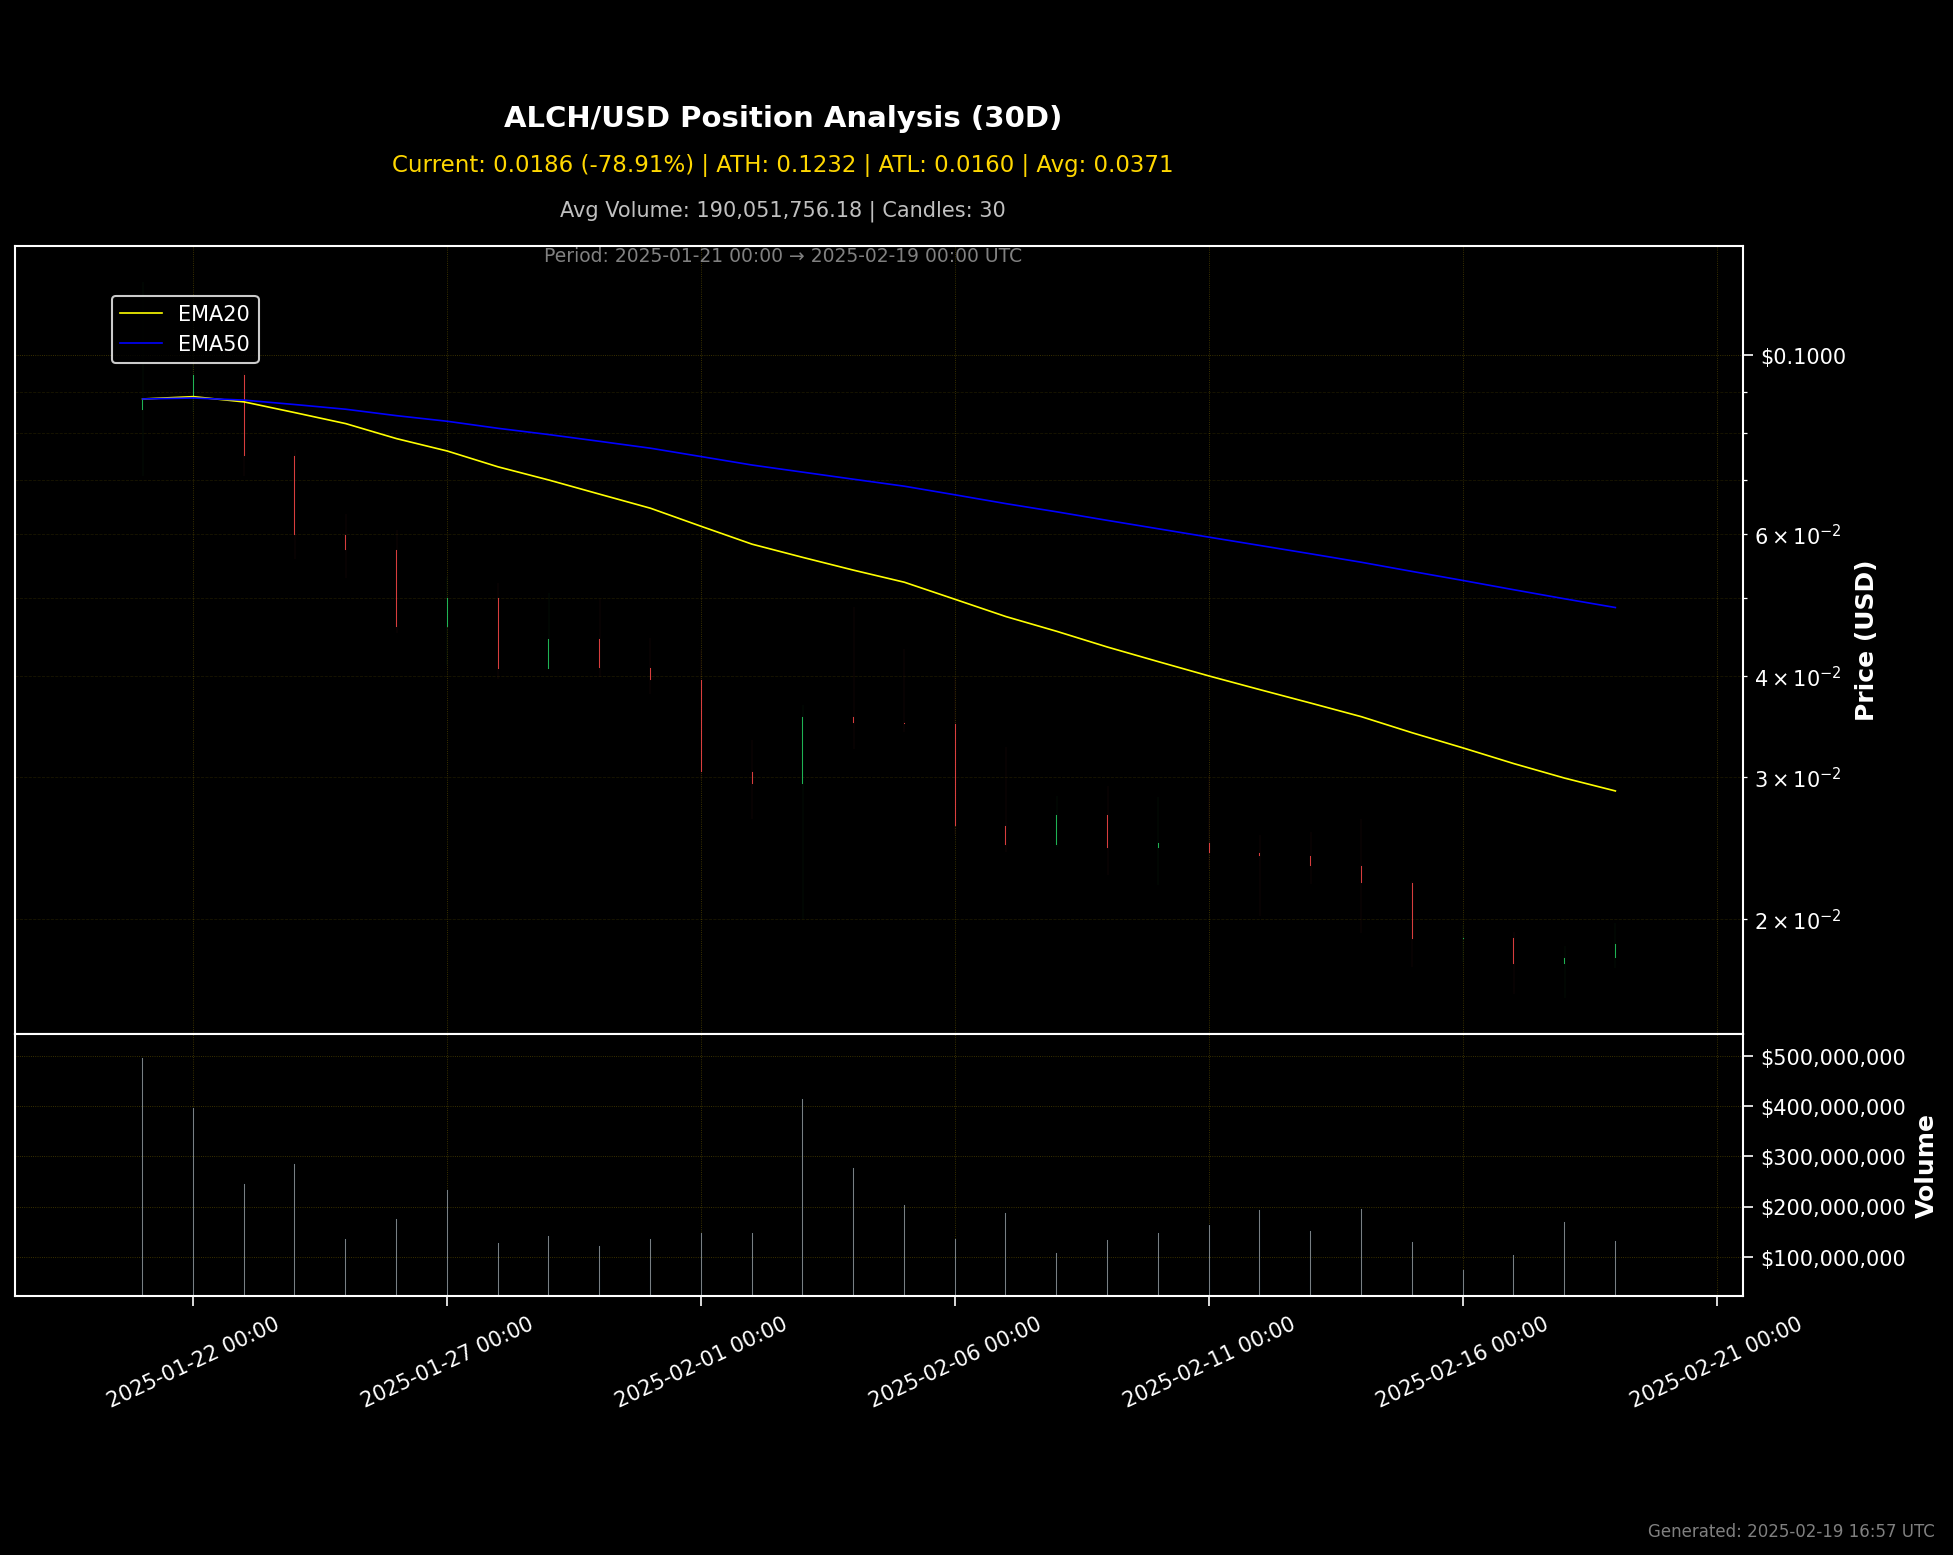 ALCH/USD Position Analysis (30D)
Current: 0.0186 (-78.91%) | ATH: 0.1232 | ATL: 0.0160 | Avg: 0.0371
Avg Volume: 190,051,756.18 | Candles: 30
Period: 2025-01-21 00:00 → 2025-02-19 00:00 UTC
EMA20
EMA50
$0.1000
6 × 10⁻²
4 × 10⁻²
3 × 10⁻²
2 × 10⁻²
Price (USD)
$500,000,000
$400,000,000
$300,000,000
$200,000,000
$100,000,000
Volume
2025-01-22 00:00
2025-01-27 00:00
2025-02-01 00:00
2025-02-06 00:00
2025-02-11 00:00
2025-02-16 00:00
2025-02-21 00:00
Generated: 2025-02-19 16:57 UTC